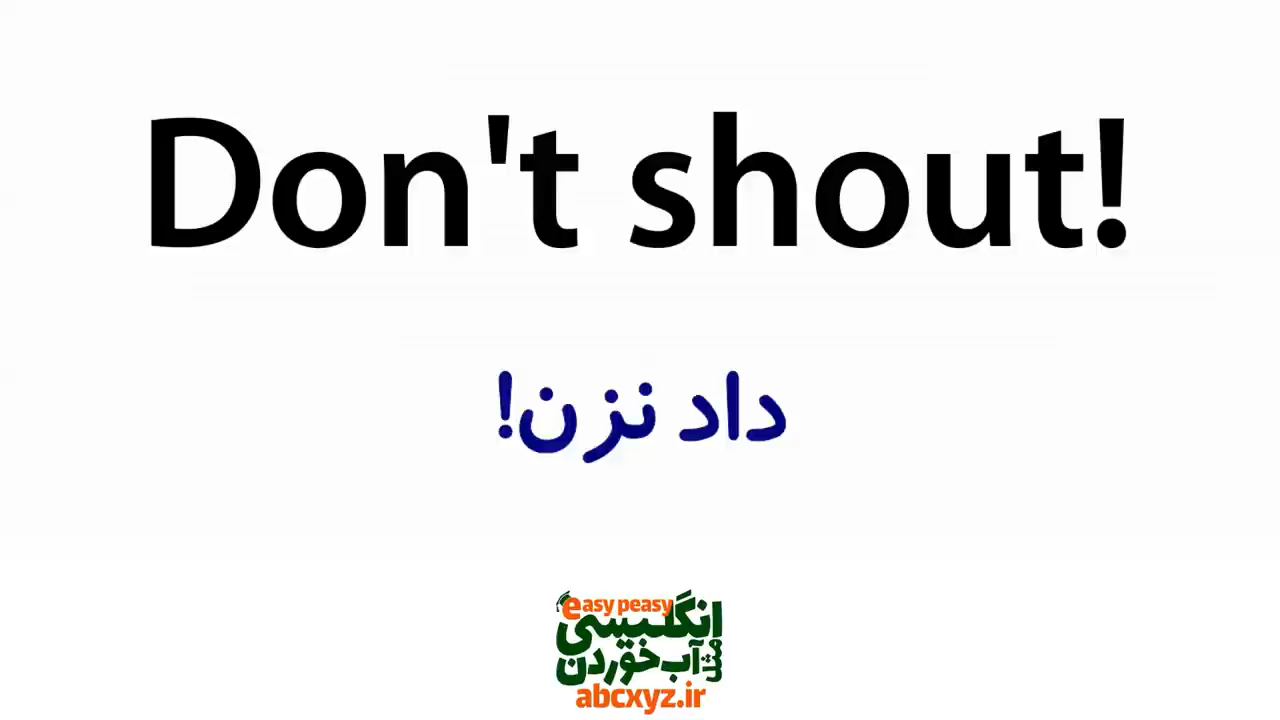 Don't shout!
داد نزن!
easy peasy
انگلیسی
مثل آب خوردن
abcxyz.ir